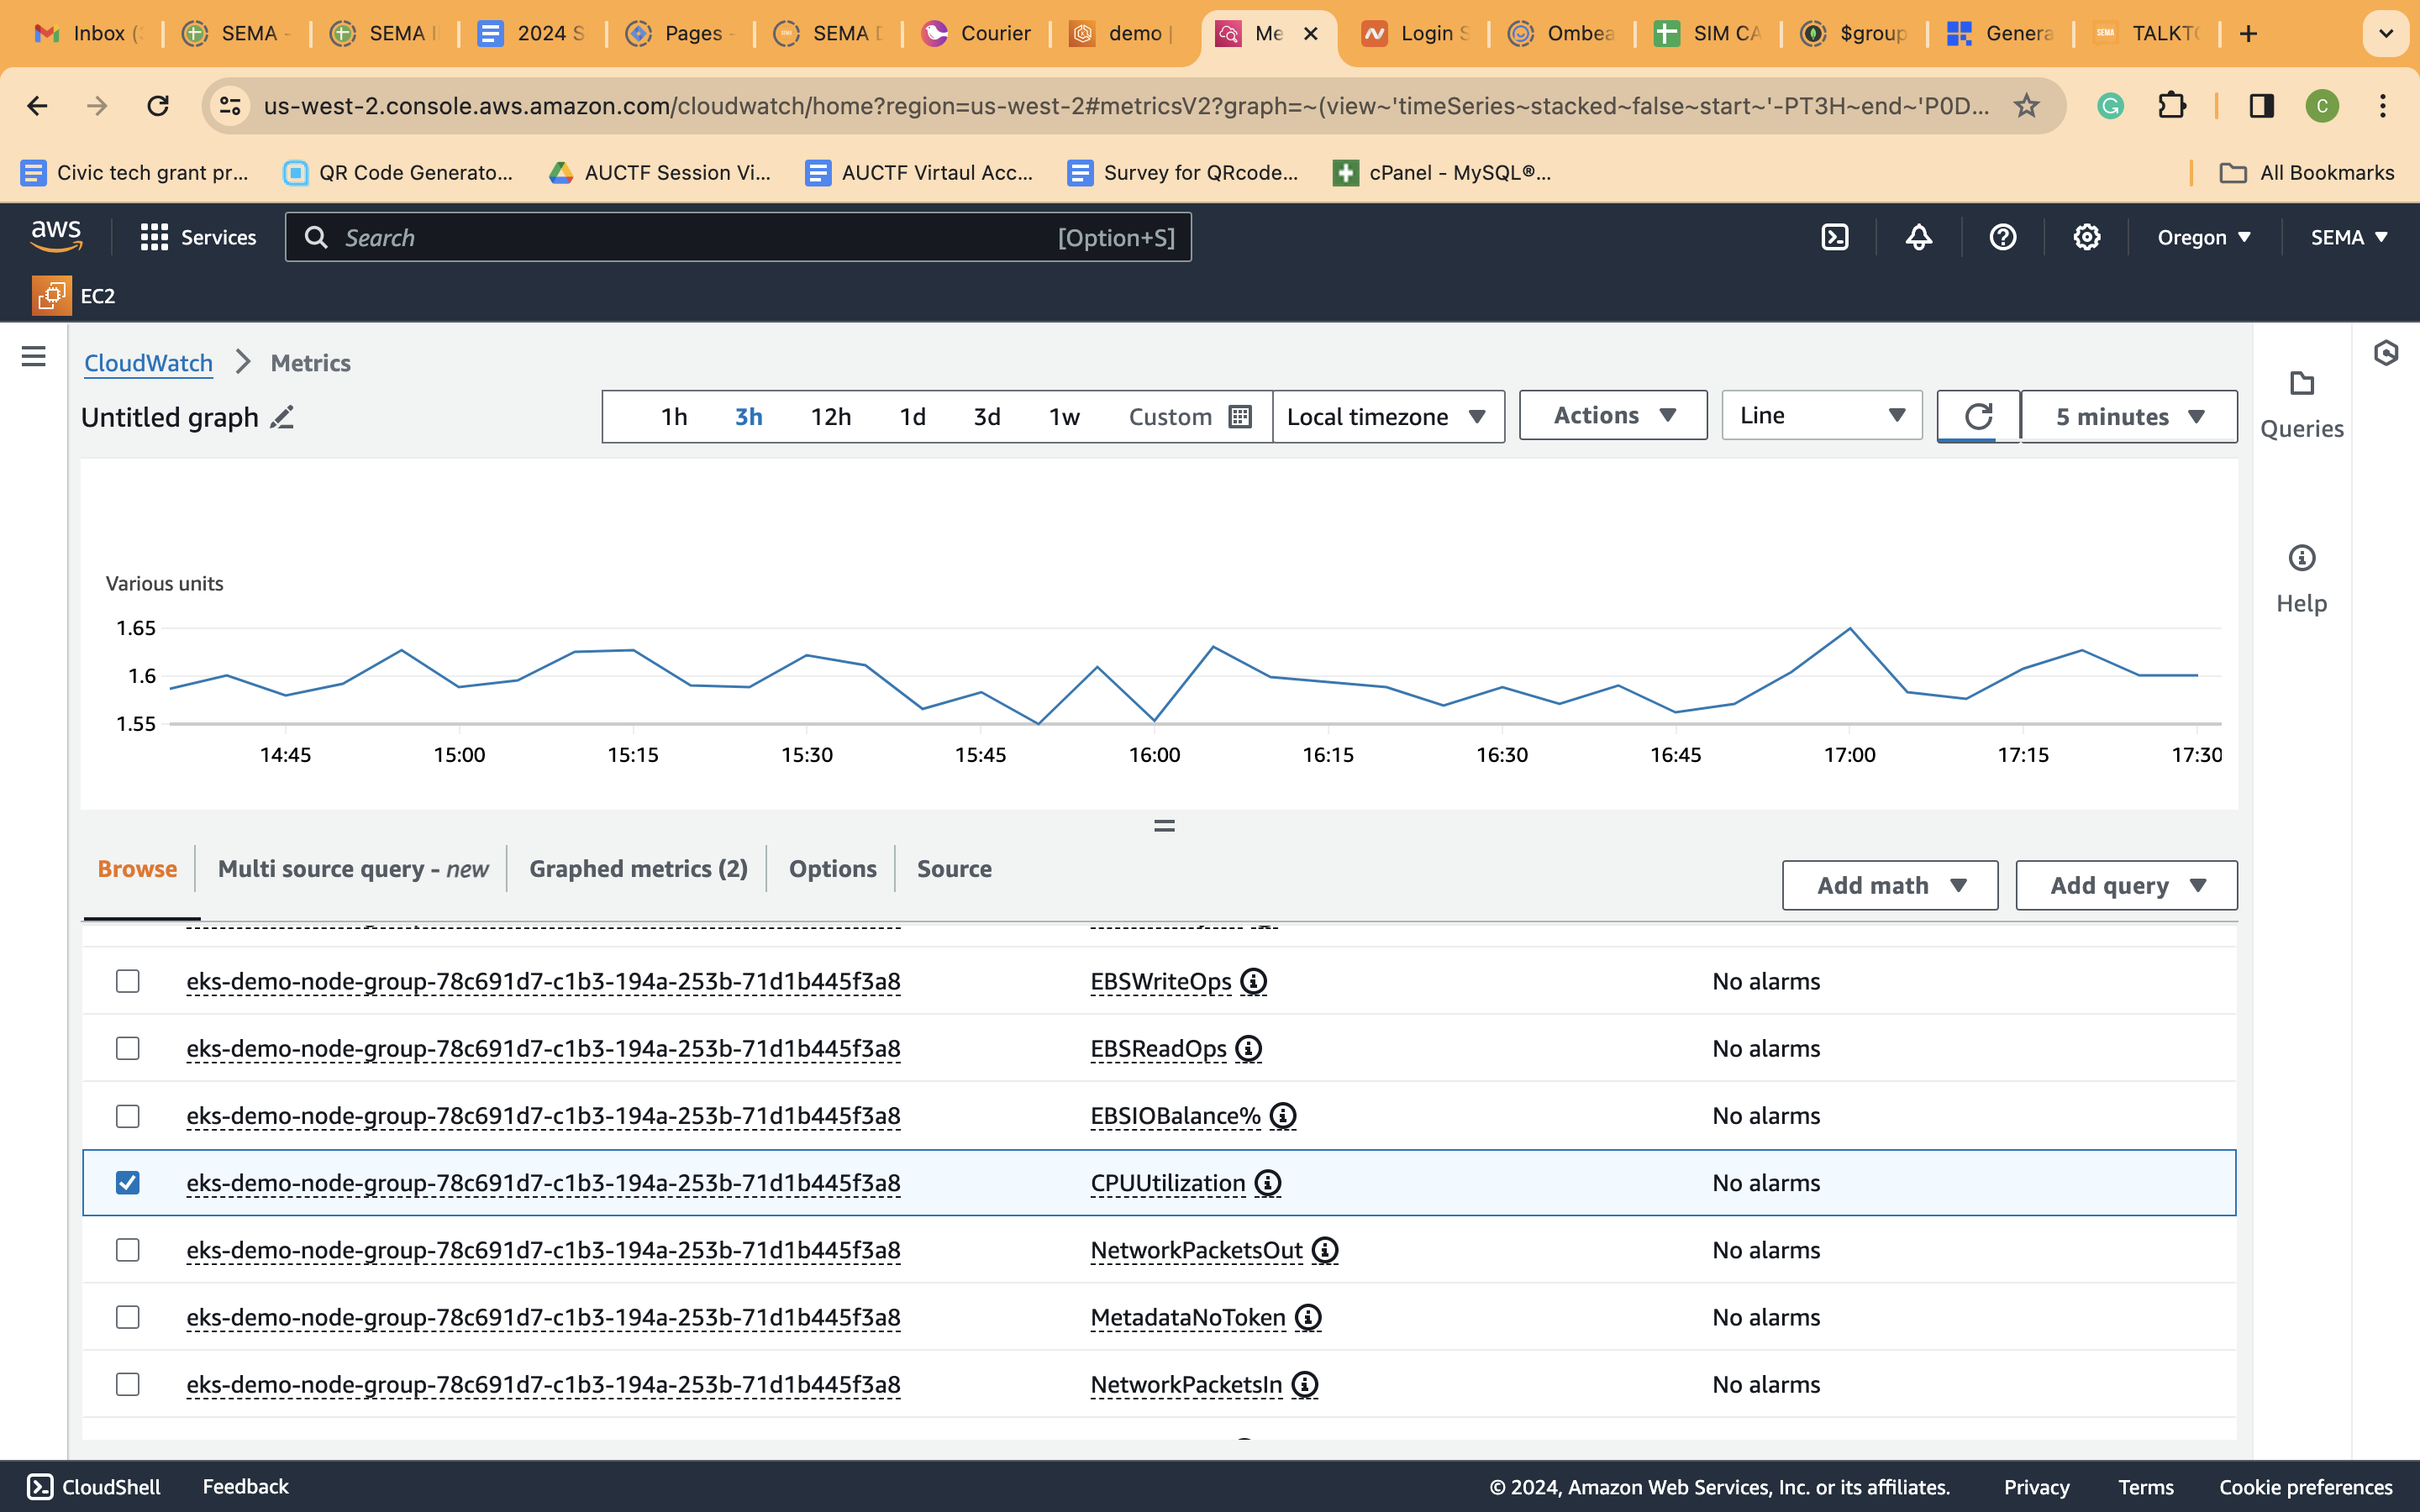 Inbox (
SEMA -
SEMA I
2024 S
Pages -
SEMA D
Courier
demo |
Me
Login S
Ombea
SIM CA
$group
Genera
SEMA
TALKTO
us-west-2.console.aws.amazon.com/cloudwatch/home?region=us-west-2#metricsV2?graph=~(view~'timeSeries~stacked~false~start~'-PT3H~end~'P0D...
C
Civic tech grant pr...
QR Code Generato...
AUCTF Session Vi...
AUCTF Virtaul Acc...
Survey for QRcode...
cPanel - MySQL®...
All Bookmarks
aws
Services
Search
[Option+S]
Oregon
SEMA
EC2
CloudWatch
Metrics
Untitled graph
1h
3h
12h
1d
3d
1w
Custom
Local timezone
Actions
Line
5 minutes
Queries
Help
Various units
1.65
1.6
1.55
14:45
15:00
15:15
15:30
15:45
16:00
16:15
16:30
16:45
17:00
17:15
17:30
Browse
Multi source query - new
Graphed metrics (2)
Options
Source
Add math
Add query
eks-demo-node-group-78c691d7-c1b3-194a-253b-71d1b445f3a8 EBSWriteOps No alarms
eks-demo-node-group-78c691d7-c1b3-194a-253b-71d1b445f3a8 EBSReadOps No alarms
eks-demo-node-group-78c691d7-c1b3-194a-253b-71d1b445f3a8 EBSIOBalance% No alarms
eks-demo-node-group-78c691d7-c1b3-194a-253b-71d1b445f3a8 CPUUtilization No alarms
eks-demo-node-group-78c691d7-c1b3-194a-253b-71d1b445f3a8 NetworkPacketsOut No alarms
eks-demo-node-group-78c691d7-c1b3-194a-253b-71d1b445f3a8 MetadataNoToken No alarms
eks-demo-node-group-78c691d7-c1b3-194a-253b-71d1b445f3a8 NetworkPacketsIn No alarms
CloudShell
Feedback
© 2024, Amazon Web Services, Inc. or its affiliates.
Privacy
Terms
Cookie preferences